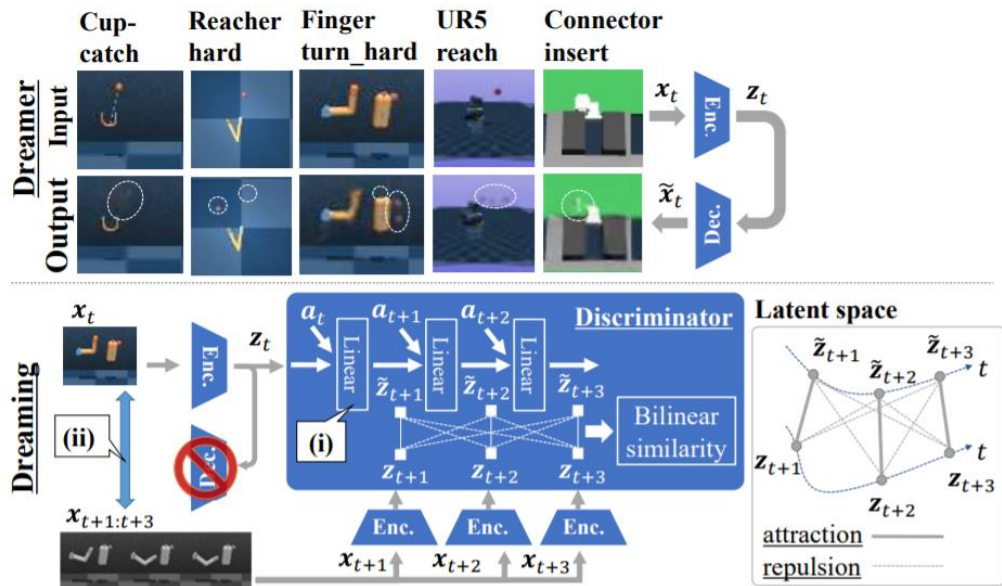 Cup-catch
Reacher hard
Finger turn_hard
UR5 reach
Connector insert
Dreamer
Input
Output
x_t
Enc.
z_t
x̃_t
Dec.
Dreaming
x_t
Enc.
z_t
(ii)
Dec.
x_{t+1:t+3}
a_t
a_{t+1}
a_{t+2}
Discriminator
Linear
Linear
Linear
z̃_{t+1}
z̃_{t+2}
z̃_{t+3}
(i)
Bilinear similarity
z_{t+1}
z_{t+2}
z_{t+3}
Enc.
Enc.
Enc.
x_{t+1}
x_{t+2}
x_{t+3}
Latent space
z̃_{t+1}
z̃_{t+2}
z̃_{t+3}
t
z_{t+1}
z_{t+2}
z_{t+3}
t
attraction
repulsion